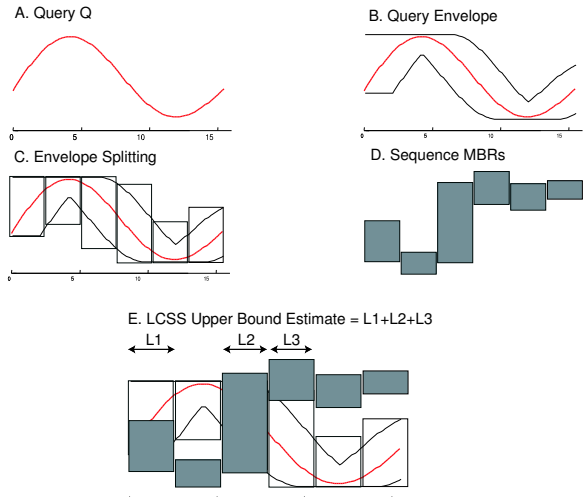 A. Query Q
B. Query Envelope
0 5 10 15
0 5 10 15
C. Envelope Splitting
D. Sequence MBRs
0 5 10 15
E. LCSS Upper Bound Estimate = L1+L2+L3
L1 L2 L3